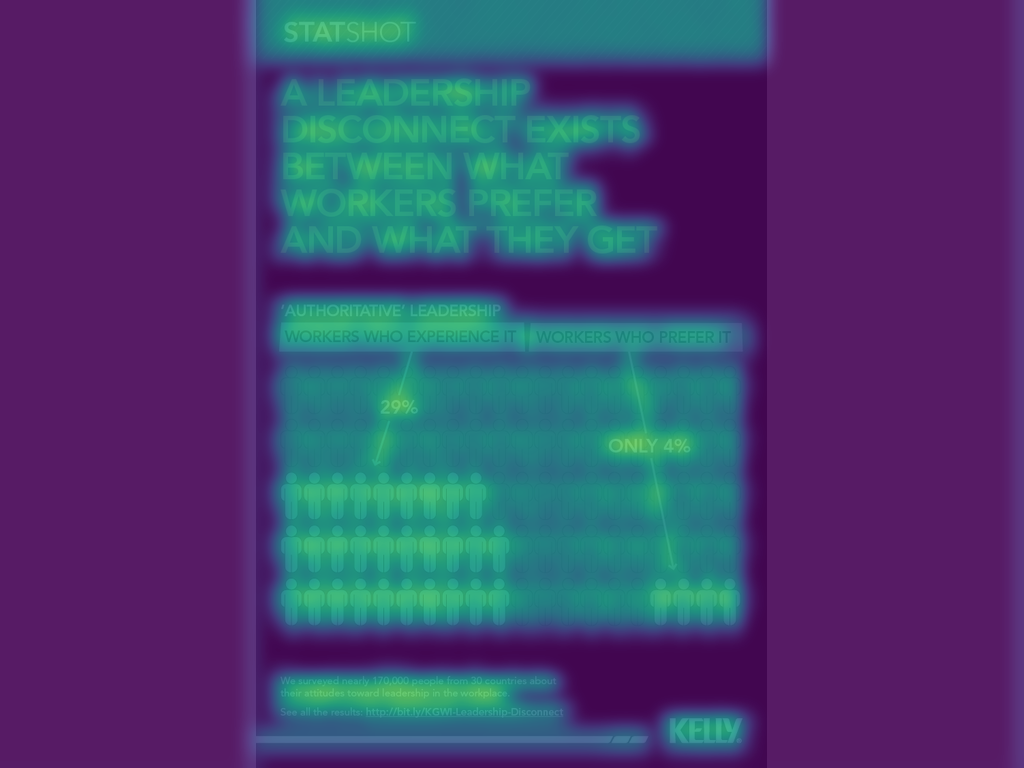 STATSHOT
A LEADERSHIP
DISCONNECT EXISTS
BETWEEN WHAT
WORKERS PREFER
AND WHAT THEY GET
'AUTHORITATIVE' LEADERSHIP
WORKERS WHO EXPERIENCE IT
WORKERS WHO PREFER IT
29%
ONLY 4%
We surveyed nearly 170,000 people from 30 countries about
their attitudes toward leadership in the workplace.
See all the results: http://bit.ly/KGWI-Leadership-Disconnect
KELLY